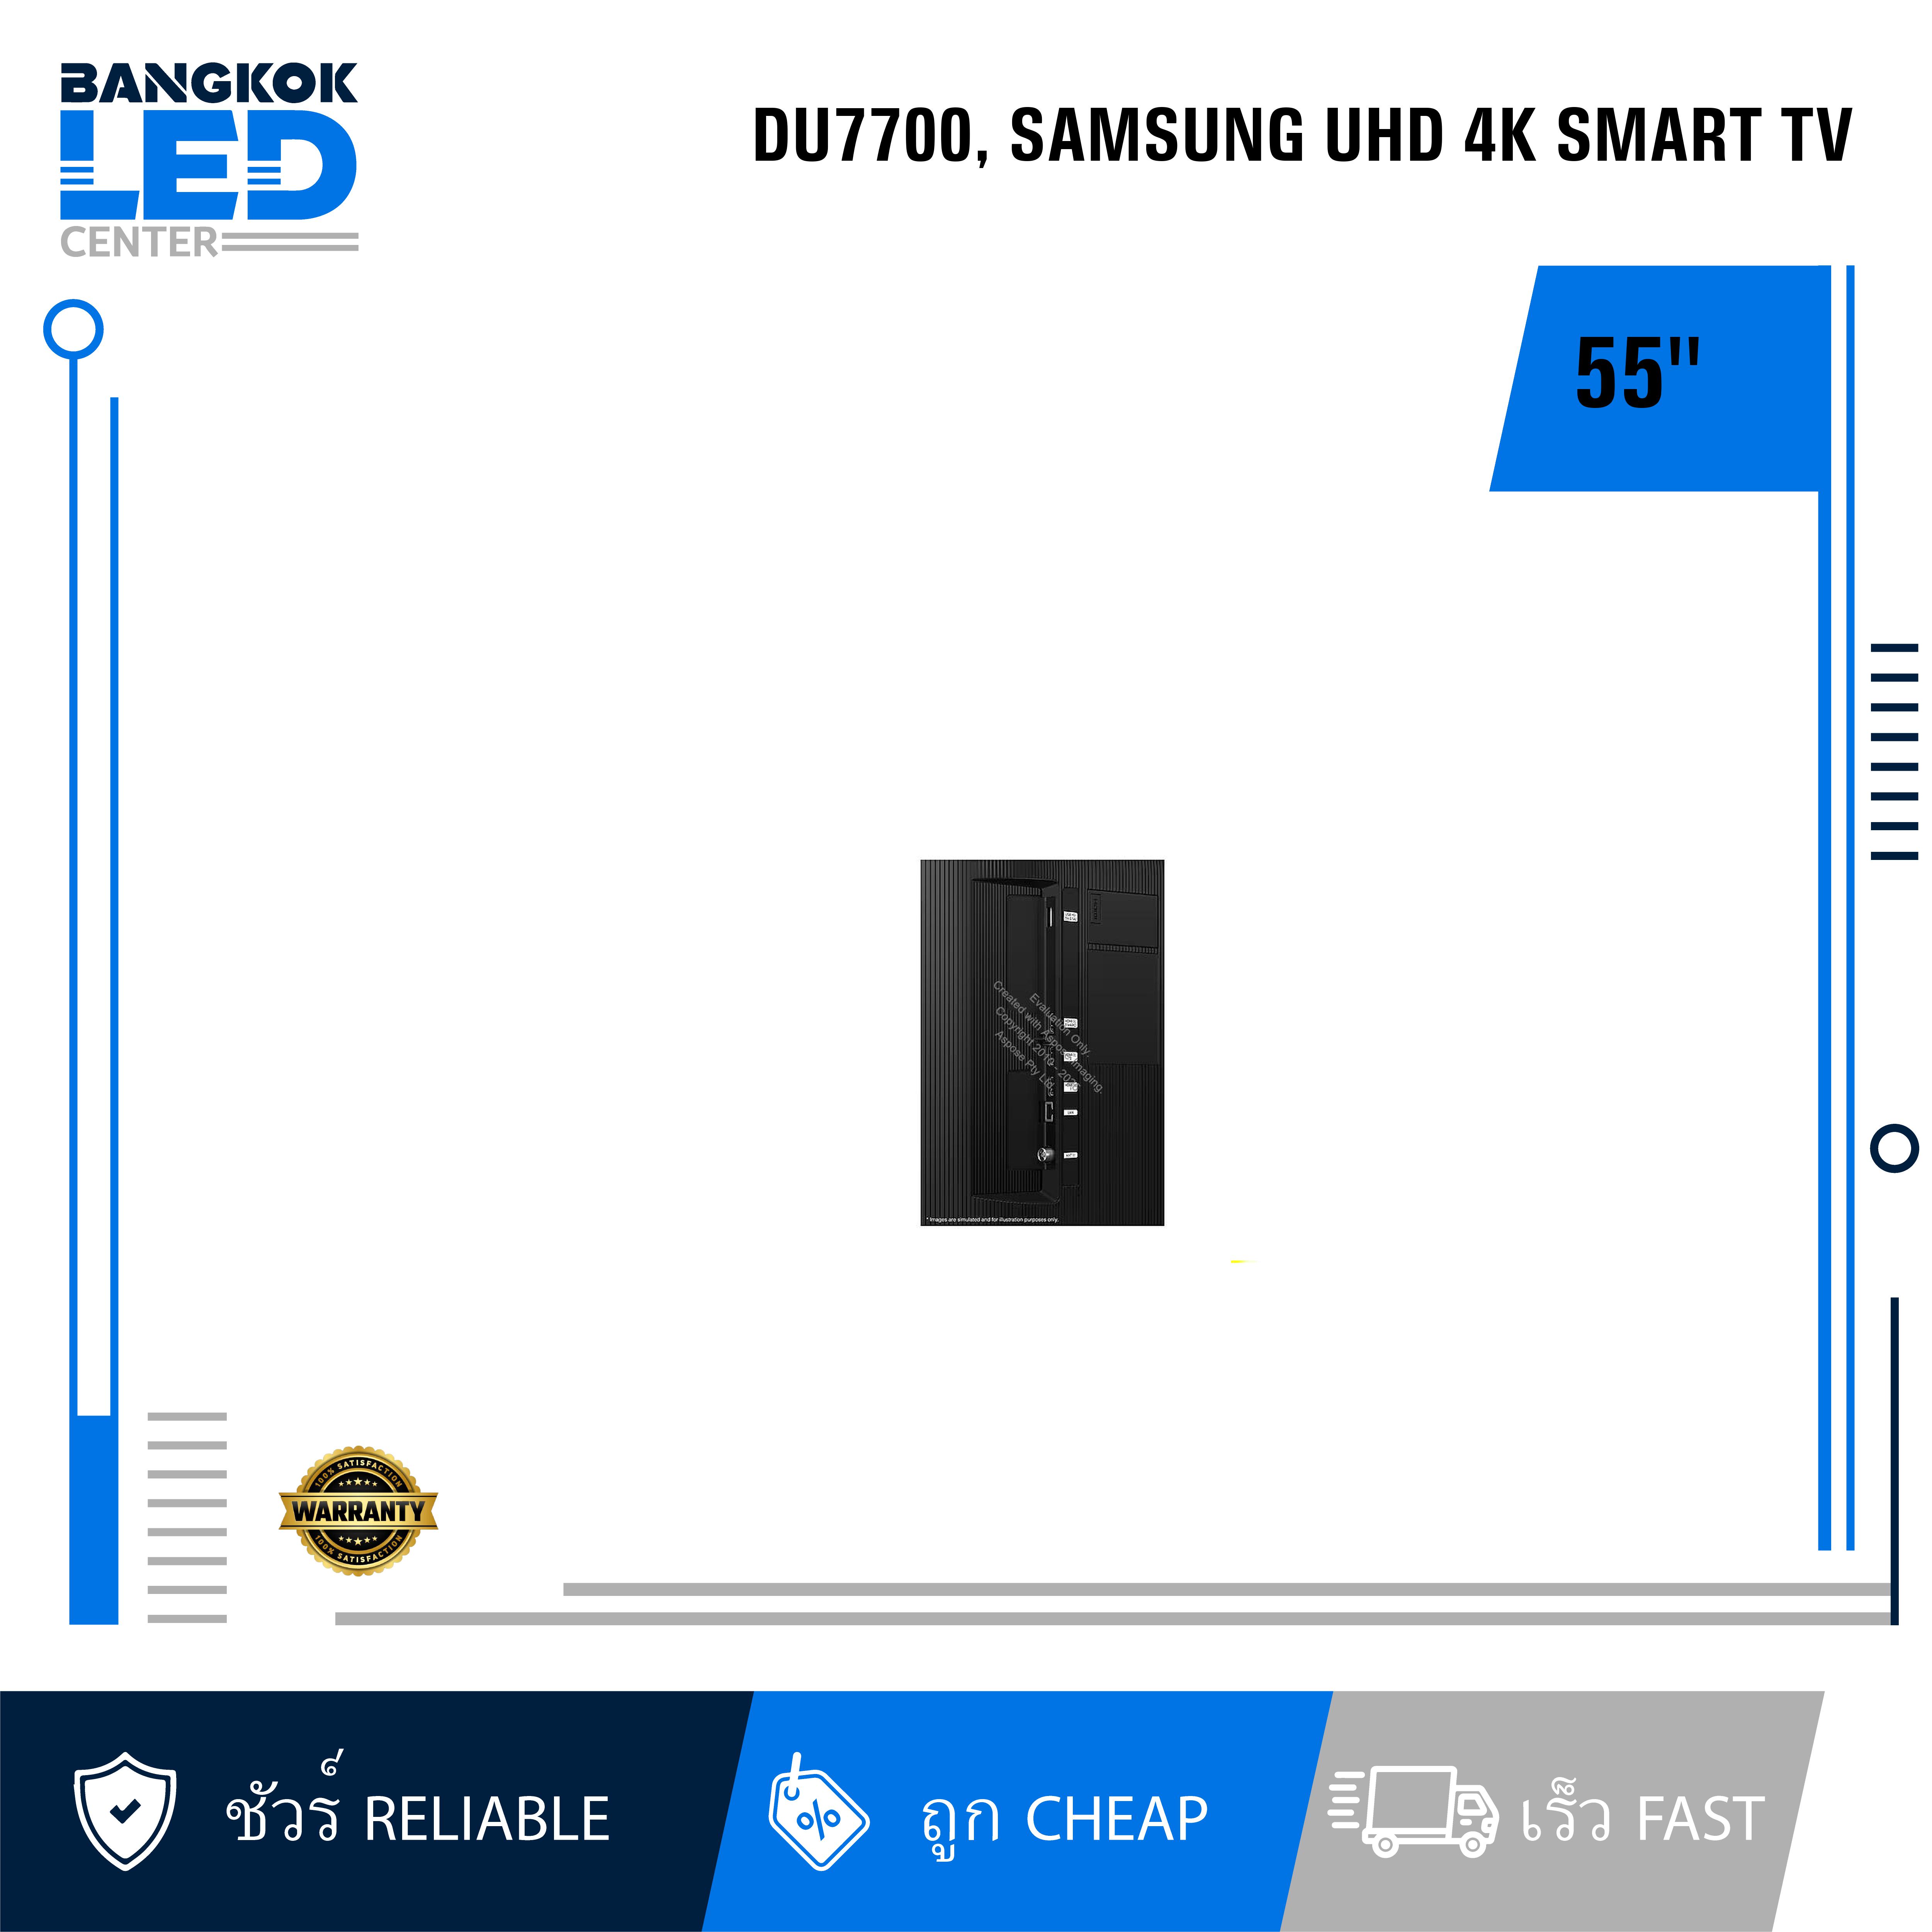 BANGKOK
LED
CENTER
DU7700, SAMSUNG UHD 4K SMART TV
55"
Evaluation Only.
Created with Aspose.Imaging.
Copyright 2010 - 202
Aspose Pty Ltd.
* Images are simulated and for illustration purposes only.
100% SATISFACTION
WARRANTY
100% SATISFACTION
ชัวร์ RELIABLE
ถูก CHEAP
เร็ว FAST